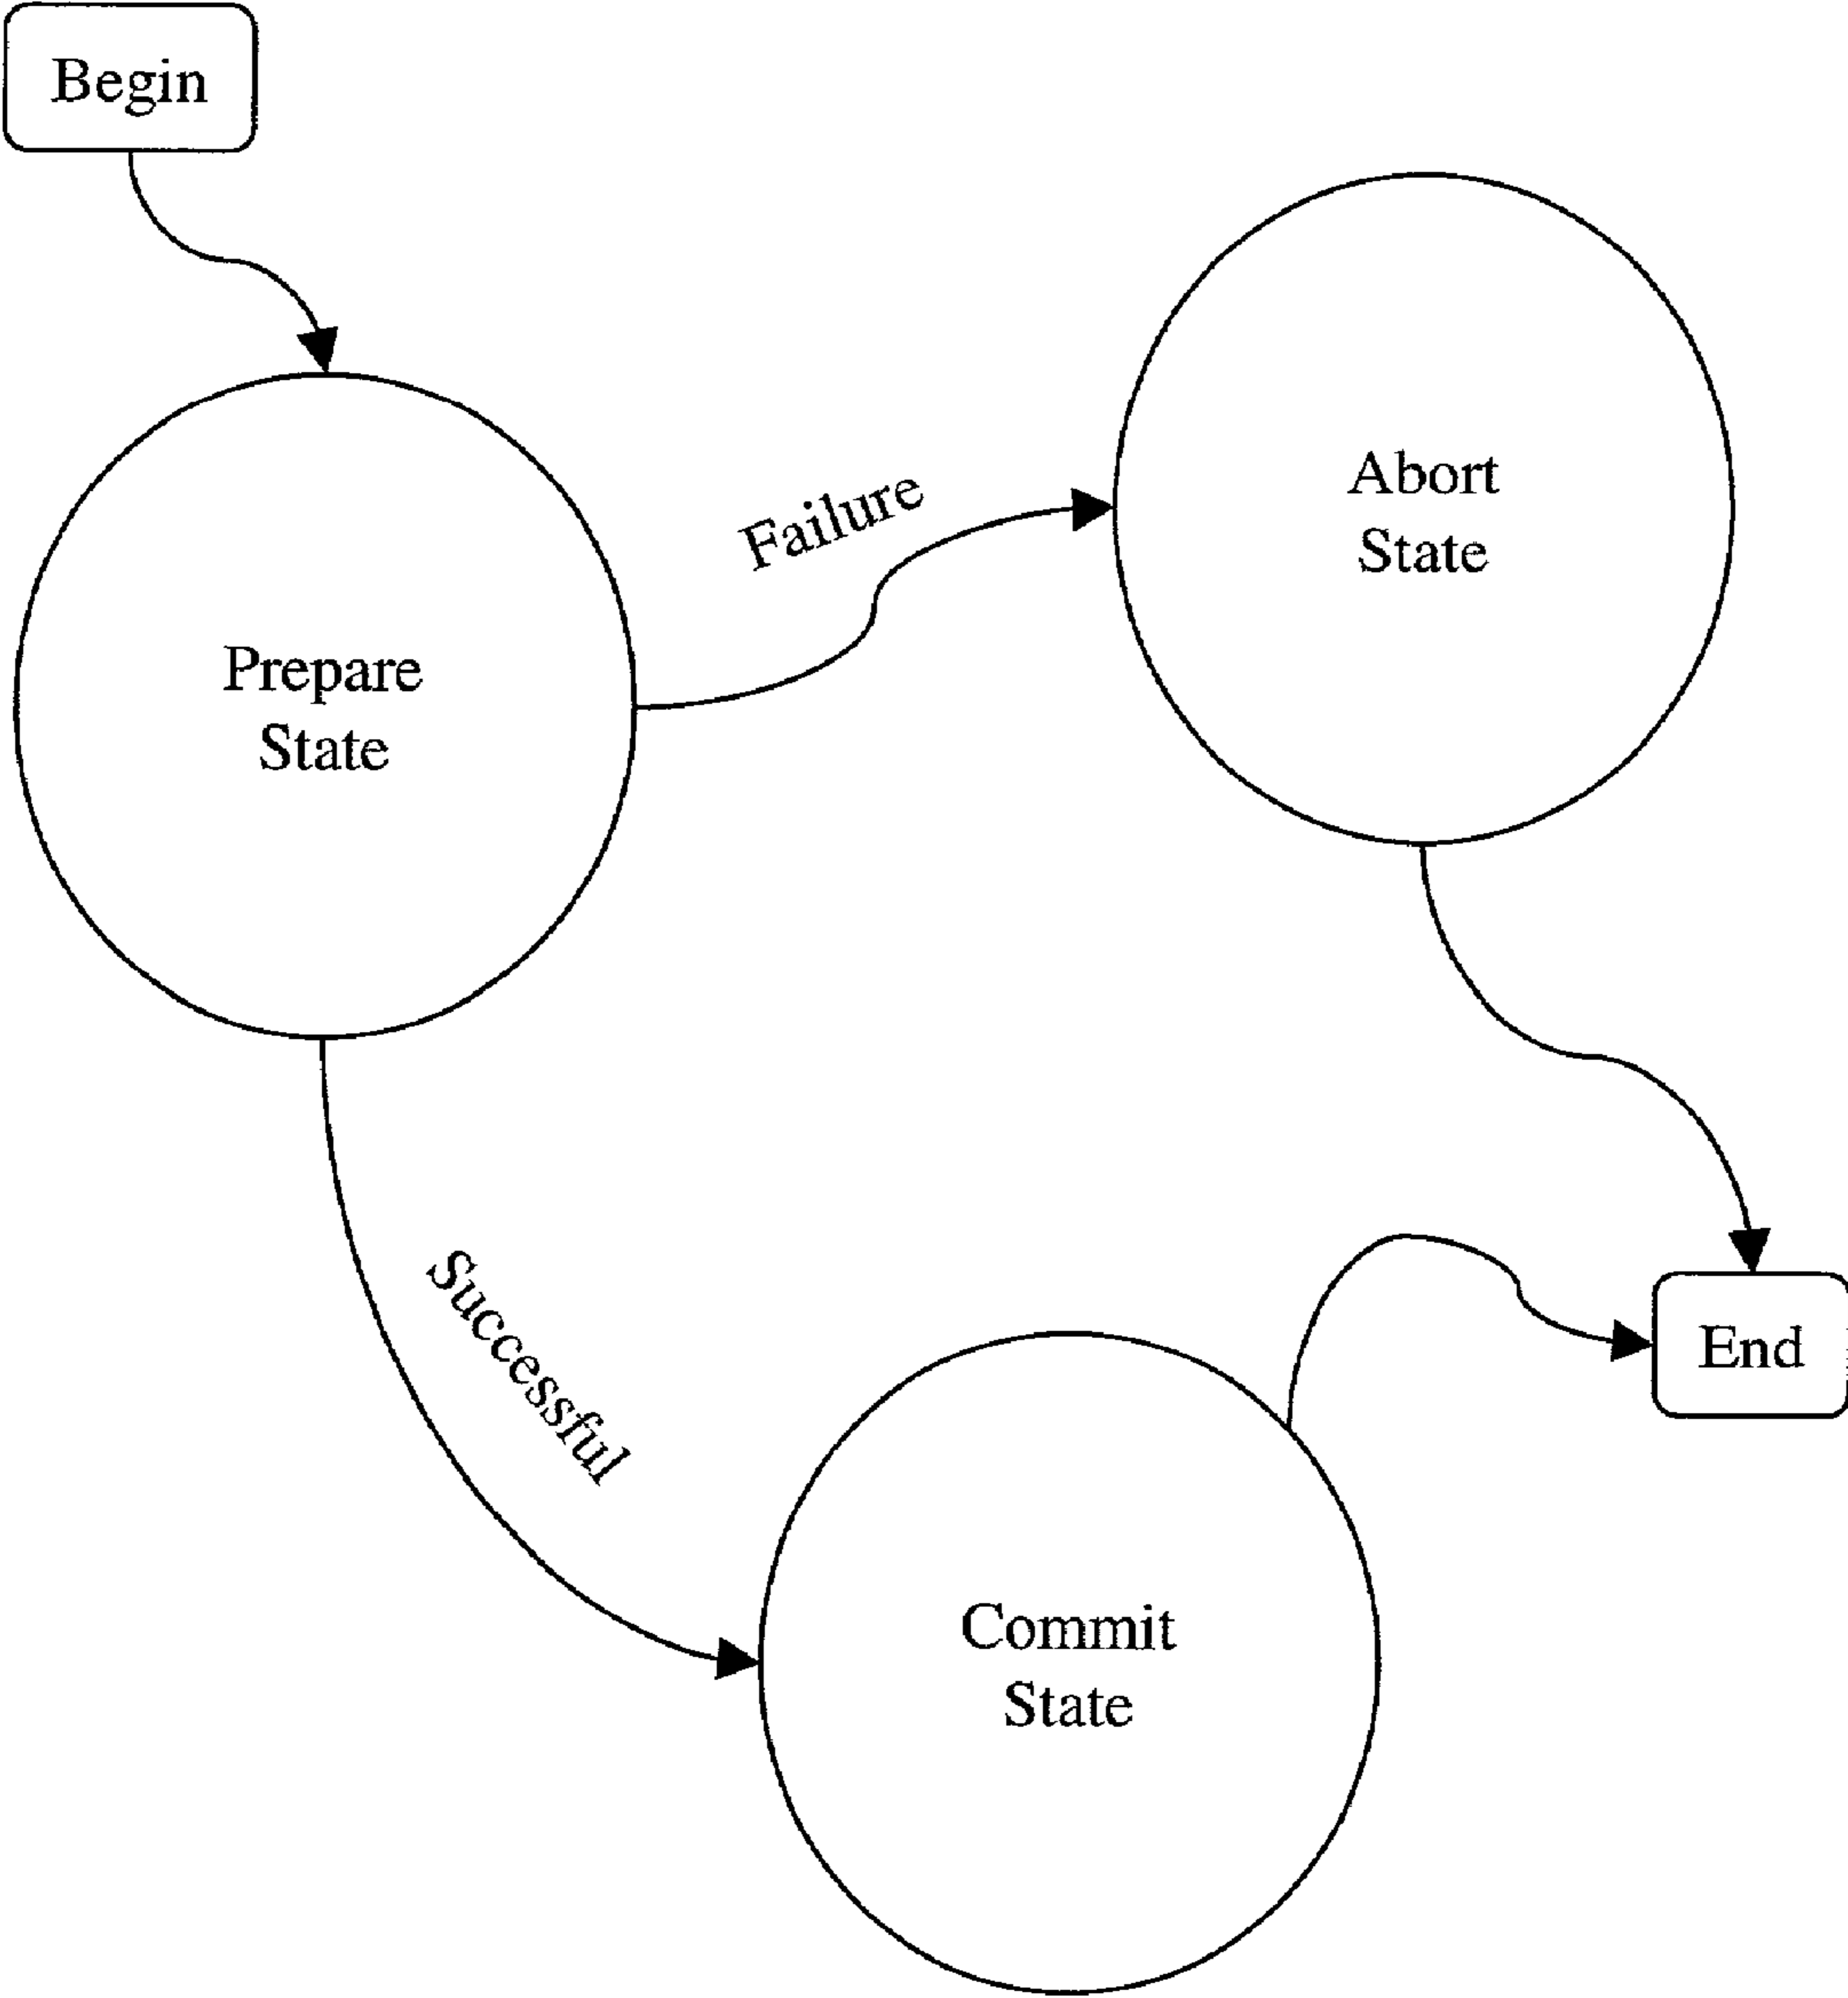 Begin
Abort
State
Failure
Prepare
State
Successful
End
Commit
State